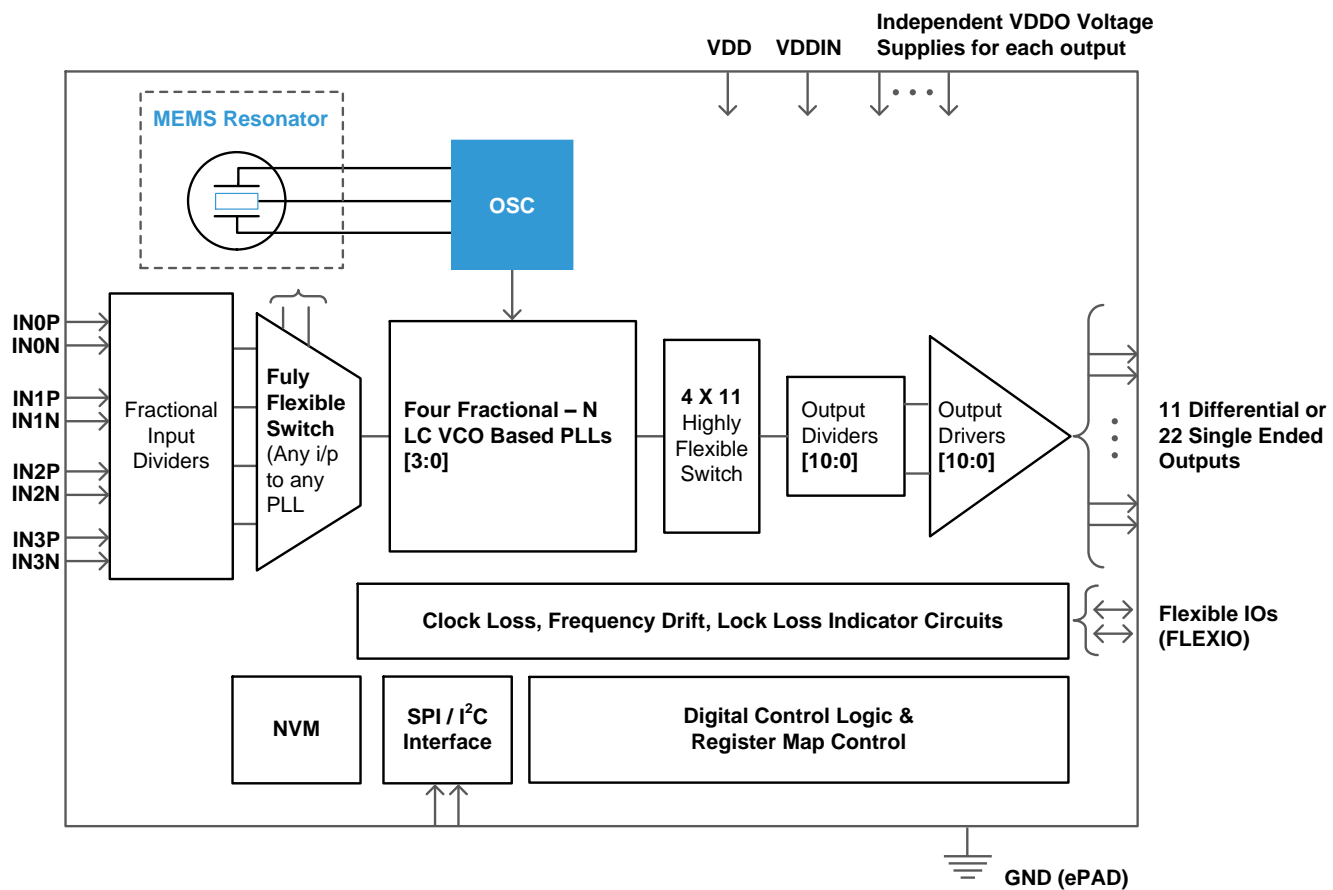 Independent VDDO Voltage
Supplies for each output
VDD
VDDIN
MEMS Resonator
OSC
IN0P
IN0N
IN1P
IN1N
IN2P
IN2N
IN3P
IN3N
Fractional
Input
Dividers
Fuly
Flexible
Switch
(Any i/p
to any
PLL
Four Fractional – N
LC VCO Based PLLs
[3:0]
4 X 11
Highly
Flexible
Switch
Output
Dividers
[10:0]
Output
Drivers
[10:0]
11 Differential or
22 Single Ended
Outputs
Clock Loss, Frequency Drift, Lock Loss Indicator Circuits
Flexible IOs
(FLEXIO)
NVM
SPI / I²C
Interface
Digital Control Logic &
Register Map Control
GND (ePAD)